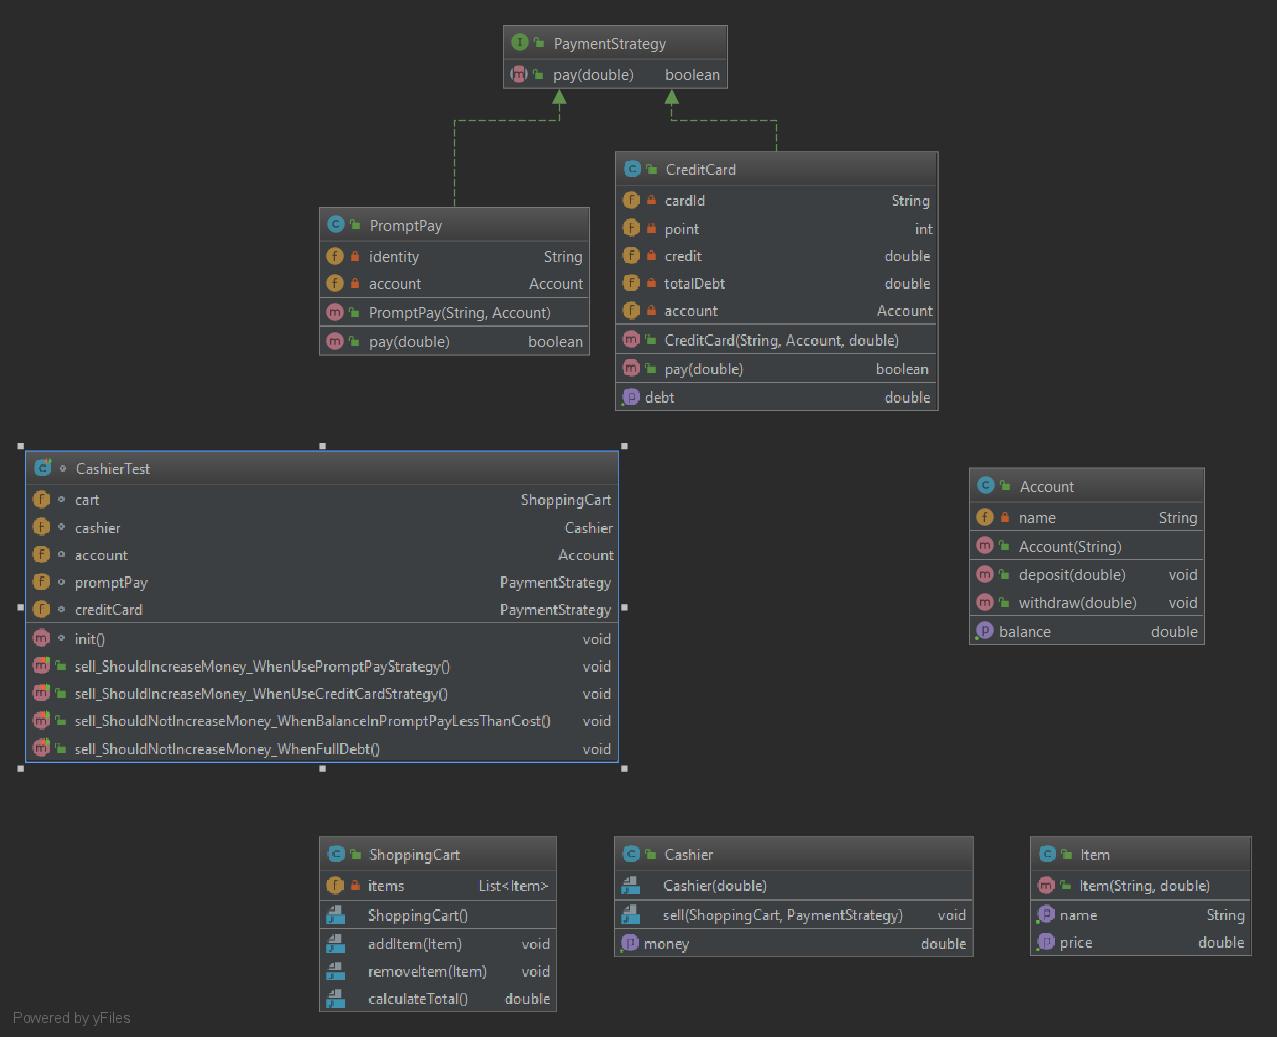 PaymentStrategy
pay(double) boolean
CreditCard
cardId String
point int
credit double
totalDebt double
account Account
CreditCard(String, Account, double)
pay(double) boolean
debt double
PromptPay
identity String
account Account
PromptPay(String, Account)
pay(double) boolean
CashierTest
cart ShoppingCart
cashier Cashier
account Account
promptPay PaymentStrategy
creditCard PaymentStrategy
init() void
sell_ShouldIncreaseMoney_WhenUsePromptPayStrategy() void
sell_ShouldIncreaseMoney_WhenUseCreditCardStrategy() void
sell_ShouldNotIncreaseMoney_WhenBalanceInPromptPayLessThanCost() void
sell_ShouldNotIncreaseMoney_WhenFullDebt() void
Account
name String
Account(String)
deposit(double) void
withdraw(double) void
balance double
ShoppingCart
items List<Item>
ShoppingCart()
addItem(Item) void
removeItem(Item) void
calculateTotal() double
Cashier
Cashier(double)
sell(ShoppingCart, PaymentStrategy) void
money double
Item
Item(String, double)
name String
price double
Powered by yFiles